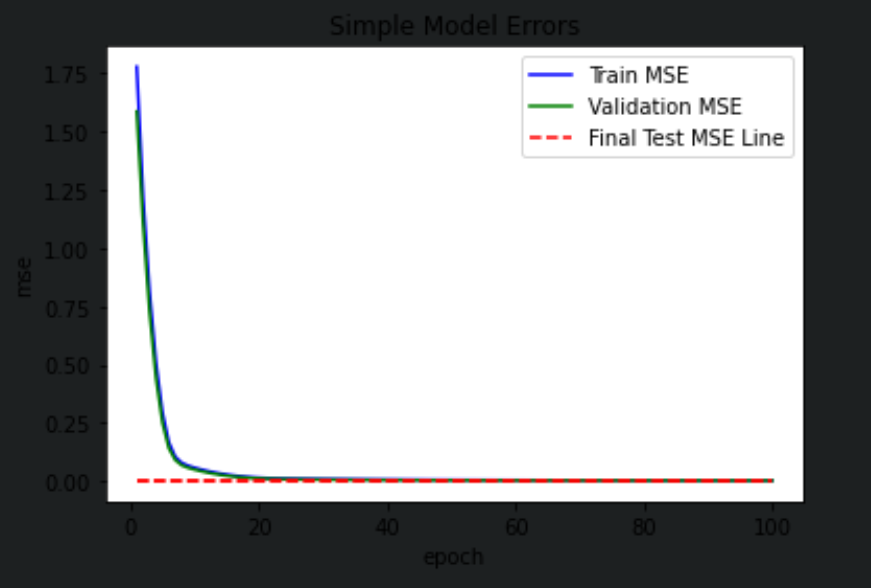 Simple Model Errors
Train MSE
Validation MSE
Final Test MSE Line
mse
1.75
1.50
1.25
1.00
0.75
0.50
0.25
0.00
0 20 40 60 80 100
epoch